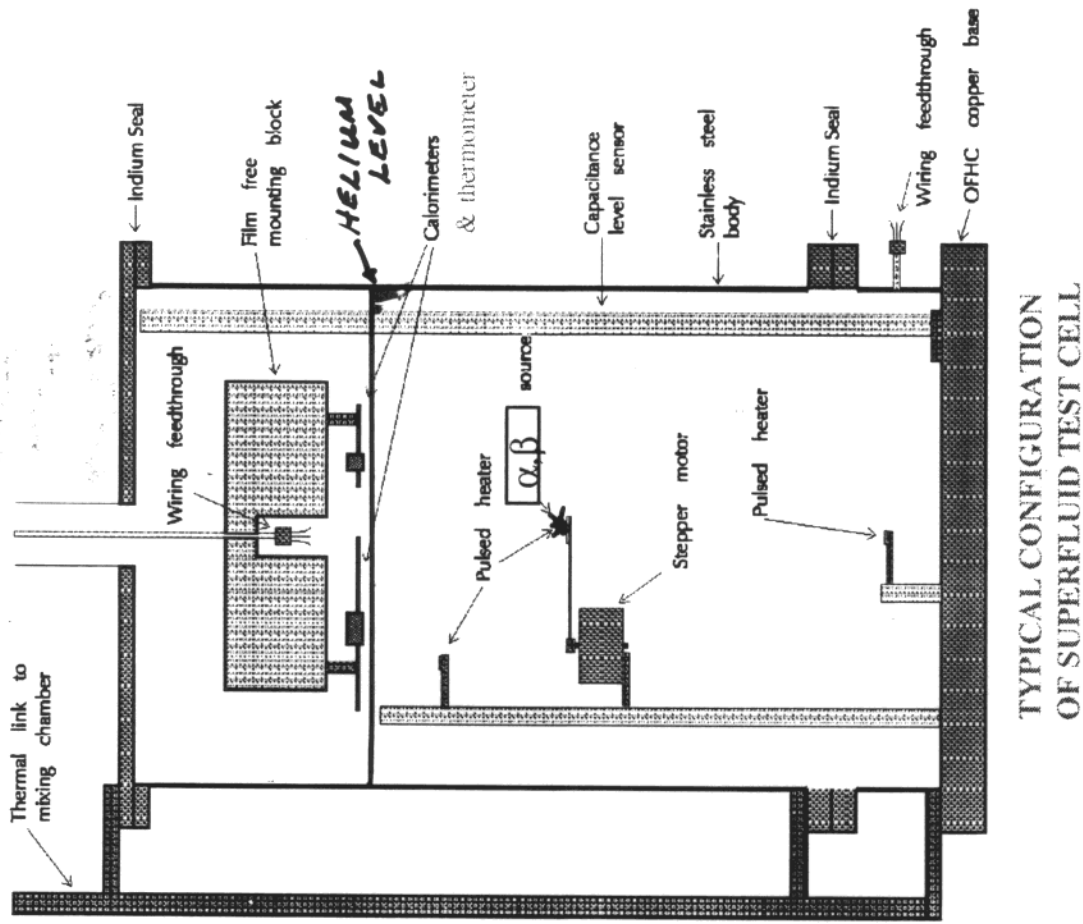 Thermal link to
mixing chamber
Wiring feedthrough
Indium Seal
Film free
mounting block
HELIUM
LEVEL
Calorimeters
& thermometer
Pulsed heater
α,β
source
Capacitance
level sensor
Stepper motor
Stainless steel
body
Pulsed heater
Indium Seal
Wiring feedthrough
OFHC copper base
TYPICAL CONFIGURATION
OF SUPERFLUID TEST CELL